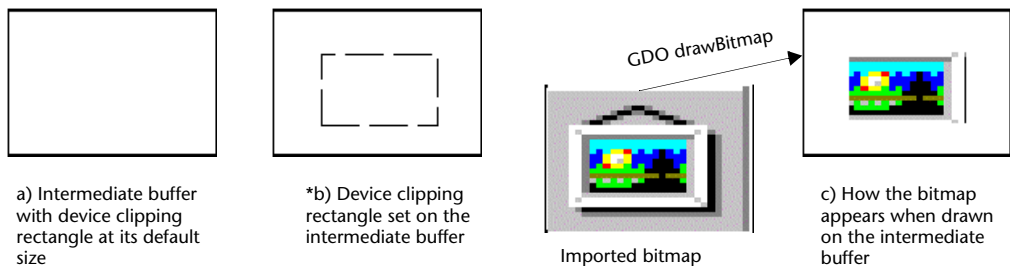 GDO drawBitmap
a) Intermediate buffer
with device clipping
rectangle at its default
size
*b) Device clipping
rectangle set on the
intermediate buffer
Imported bitmap
c) How the bitmap
appears when drawn
on the intermediate
buffer